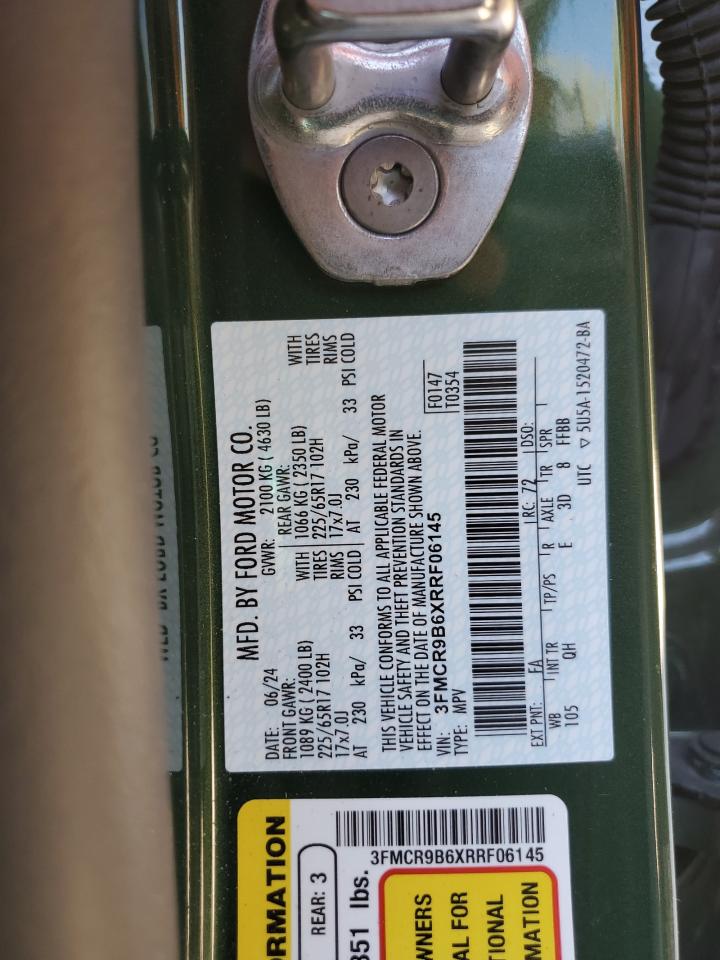 MFD. BY FORD MOTOR CO.
DATE: 06/24 GVWR: 2100 KG ( 4630 LB)
FRONT GAWR: REAR GAWR:
1089 KG ( 2400 LB) WITH 1066 KG ( 2350 LB) WITH
225/65R17 102H TIRES 225/65R17 102H TIRES
17x7.0J RIMS 17x7.0J RIMS
AT 230 kPa/ 33 PSI COLD AT 230 kPa/ 33 PSI COLD
THIS VEHICLE CONFORMS TO ALL APPLICABLE FEDERAL MOTOR
VEHICLE SAFETY AND THEFT PREVENTION STANDARDS IN
EFFECT ON THE DATE OF MANUFACTURE SHOWN ABOVE.
F0147
T0354
VIN: 3FMCR9B6XRRF06145
TYPE: MPV
EXT PNT: EA RC: 72 DSO:
WB INT TR TP/PS R AXLE TR SPR
105 QH E 3D 8 FFBB
UTC ▽ 5U5A-1520472-BA
ORMATION
REAR: 3
351 lbs.
3FMCR9B6XRRF06145
WNERS
AL FOR
TIONAL
MATION